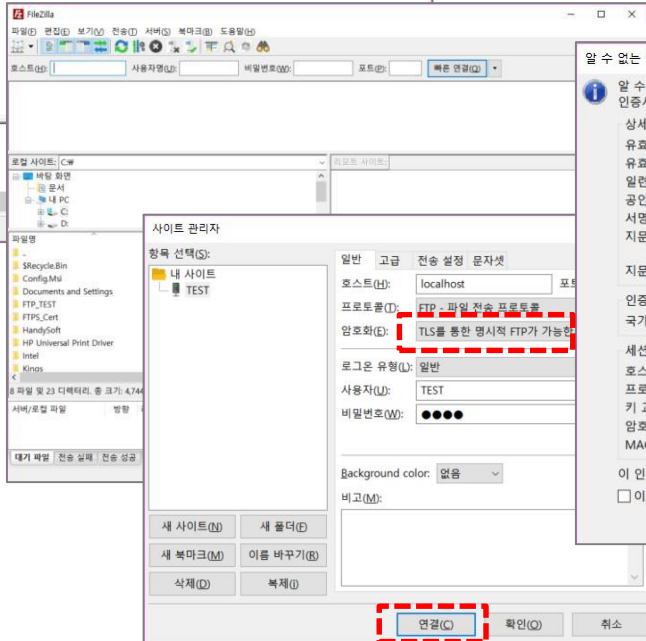 FileZilla
파일(F) 편집(E) 보기(V) 전송(T) 서버(S) 북마크(B) 도움말(H)
호스트(H): 사용자명(U): 비밀번호(W): 포트(P): 빠른 연결(Q)
로컬 사이트: C:₩
리모트 사이트:
바탕 화면
문서
내 PC
C:
D:
파일명
..
$Recycle.Bin
Config.Msi
Documents and Settings
FTP_TEST
FTPS_Cert
HandySoft
HP Universal Print Driver
Intel
Kings
8 파일 및 23 디렉터리. 총 크기: 4,744
서버/로컬 파일 방향
대기 파일 전송 실패 전송 성공
사이트 관리자
항목 선택(S):
내 사이트
TEST
새 사이트(N) 새 폴더(F)
새 북마크(M) 이름 바꾸기(R)
삭제(D) 복제(I)
일반 고급 전송 설정 문자셋
호스트(H): localhost 포트
프로토콜(T): FTP - 파일 전송 프로토콜
암호화(E): TLS를 통한 명시적 FTP가 가능한
로그온 유형(L): 일반
사용자(U): TEST
비밀번호(W): ●●●●
Background color: 없음
비고(M):
연결(C) 확인(O) 취소
알 수 없는
알 수
인증서
상세
유효
유효
일련
공인
서명
지문
지문
인증
국가
세션
호스
프로
키 교
암호
MAC
이 인
이